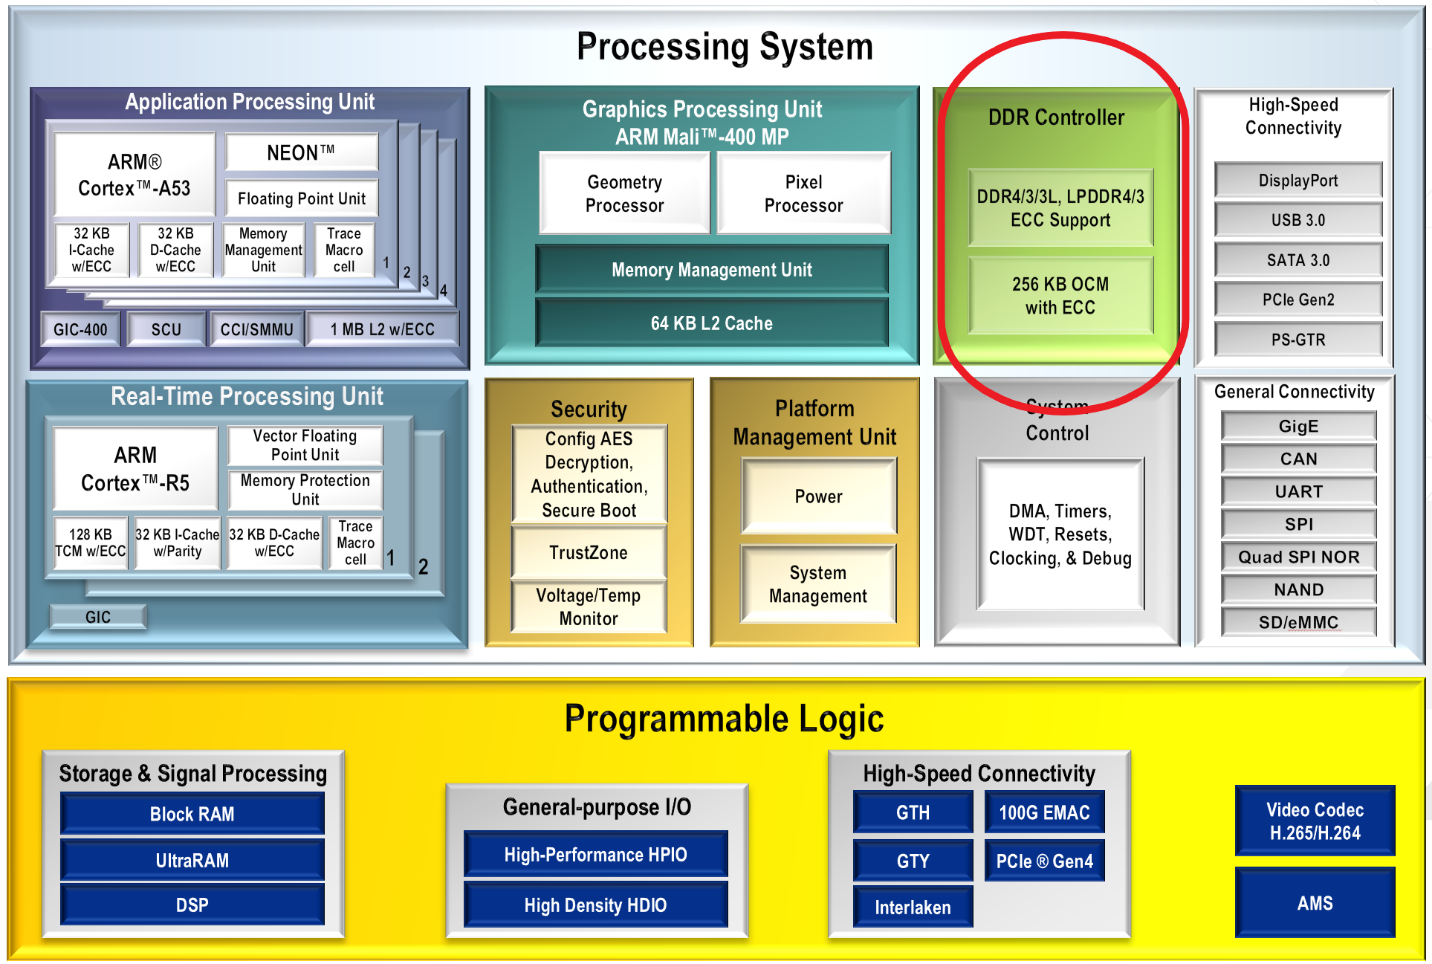 Processing System
Application Processing Unit
ARM®
Cortex™-A53
NEON™
Floating Point Unit
32 KB
I-Cache
w/ECC
32 KB
D-Cache
w/ECC
Memory
Management
Unit
Trace
Macro
cell
1
2
3
4
GIC-400
SCU
CCI/SMMU
1 MB L2 w/ECC
Graphics Processing Unit
ARM Mali™-400 MP
Geometry
Processor
Pixel
Processor
Memory Management Unit
64 KB L2 Cache
DDR Controller
DDR4/3/3L, LPDDR4/3
ECC Support
256 KB OCM
with ECC
High-Speed
Connectivity
DisplayPort
USB 3.0
SATA 3.0
PCIe Gen2
PS-GTR
Real-Time Processing Unit
ARM
Cortex™-R5
Vector Floating
Point Unit
Memory Protection
Unit
128 KB
TCM w/ECC
32 KB I-Cache
w/Parity
32 KB D-Cache
w/ECC
Trace
Macro
cell
1
2
GIC
Security
Config AES
Decryption,
Authentication,
Secure Boot
TrustZone
Voltage/Temp
Monitor
Platform
Management Unit
Power
System
Management
System
Control
DMA, Timers,
WDT, Resets,
Clocking, & Debug
General Connectivity
GigE
CAN
UART
SPI
Quad SPI NOR
NAND
SD/eMMC
Programmable Logic
Storage & Signal Processing
Block RAM
UltraRAM
DSP
General-purpose I/O
High-Performance HPIO
High Density HDIO
High-Speed Connectivity
GTH
100G EMAC
GTY
PCIe ® Gen4
Interlaken
Video Codec
H.265/H.264
AMS